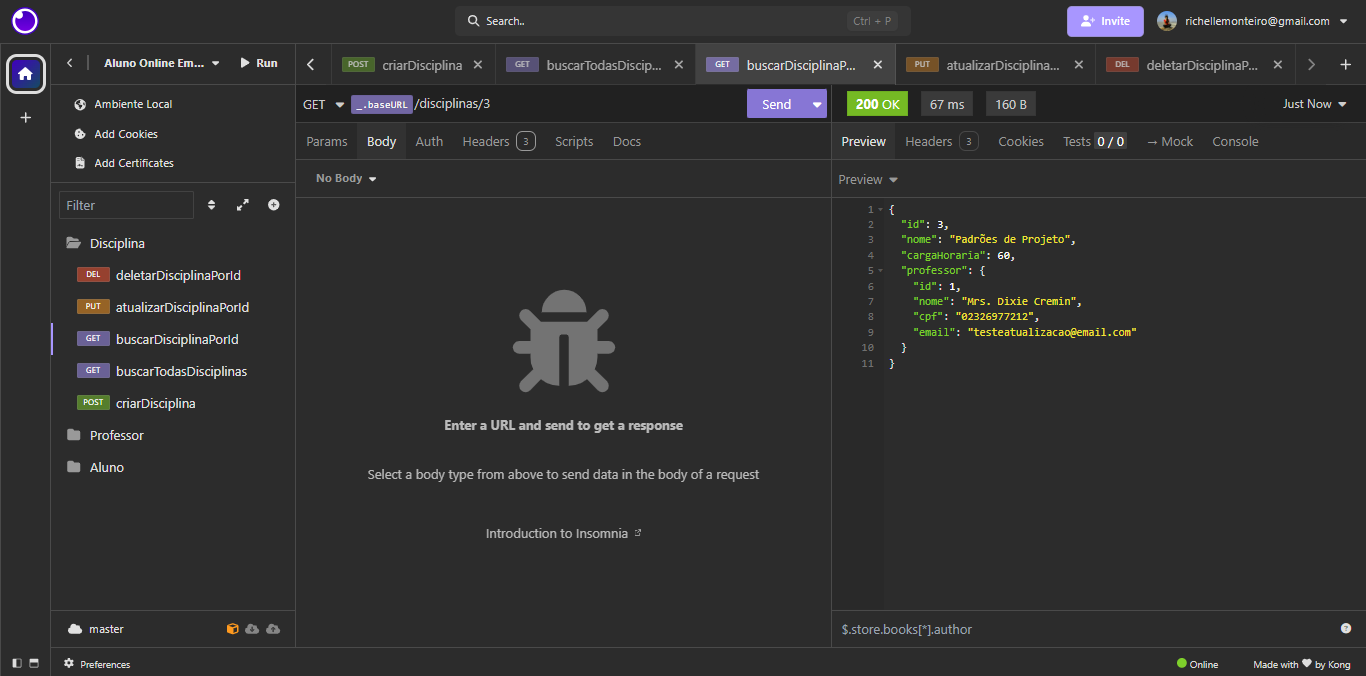 Search..
Ctrl + P
Invite
richellemonteiro@gmail.com
Aluno Online Em...
Run
POST criarDisciplina
GET buscarTodasDiscip...
GET buscarDisciplinaP...
PUT atualizarDisciplina...
DEL deletarDisciplinaP...
Ambiente Local
Add Cookies
Add Certificates
Filter
Disciplina
DEL deletarDisciplinaPorId
PUT atualizarDisciplinaPorId
GET buscarDisciplinaPorId
GET buscarTodasDisciplinas
POST criarDisciplina
Professor
Aluno
master
Preferences
GET _.baseURL /disciplinas/3
Send
Params Body Auth Headers 3 Scripts Docs
No Body
Enter a URL and send to get a response
Select a body type from above to send data in the body of a request
Introduction to Insomnia
200 OK 67 ms 160 B Just Now
Preview Headers 3 Cookies Tests 0 / 0 → Mock Console
Preview
1 {
2 "id": 3,
3 "nome": "Padrões de Projeto",
4 "cargaHoraria": 60,
5 "professor": {
6 "id": 1,
7 "nome": "Mrs. Dixie Cremin",
8 "cpf": "02326977212",
9 "email": "testeatualizacao@email.com"
10 }
11 }
$.store.books[*].author
?
Online
Made with ♥ by Kong